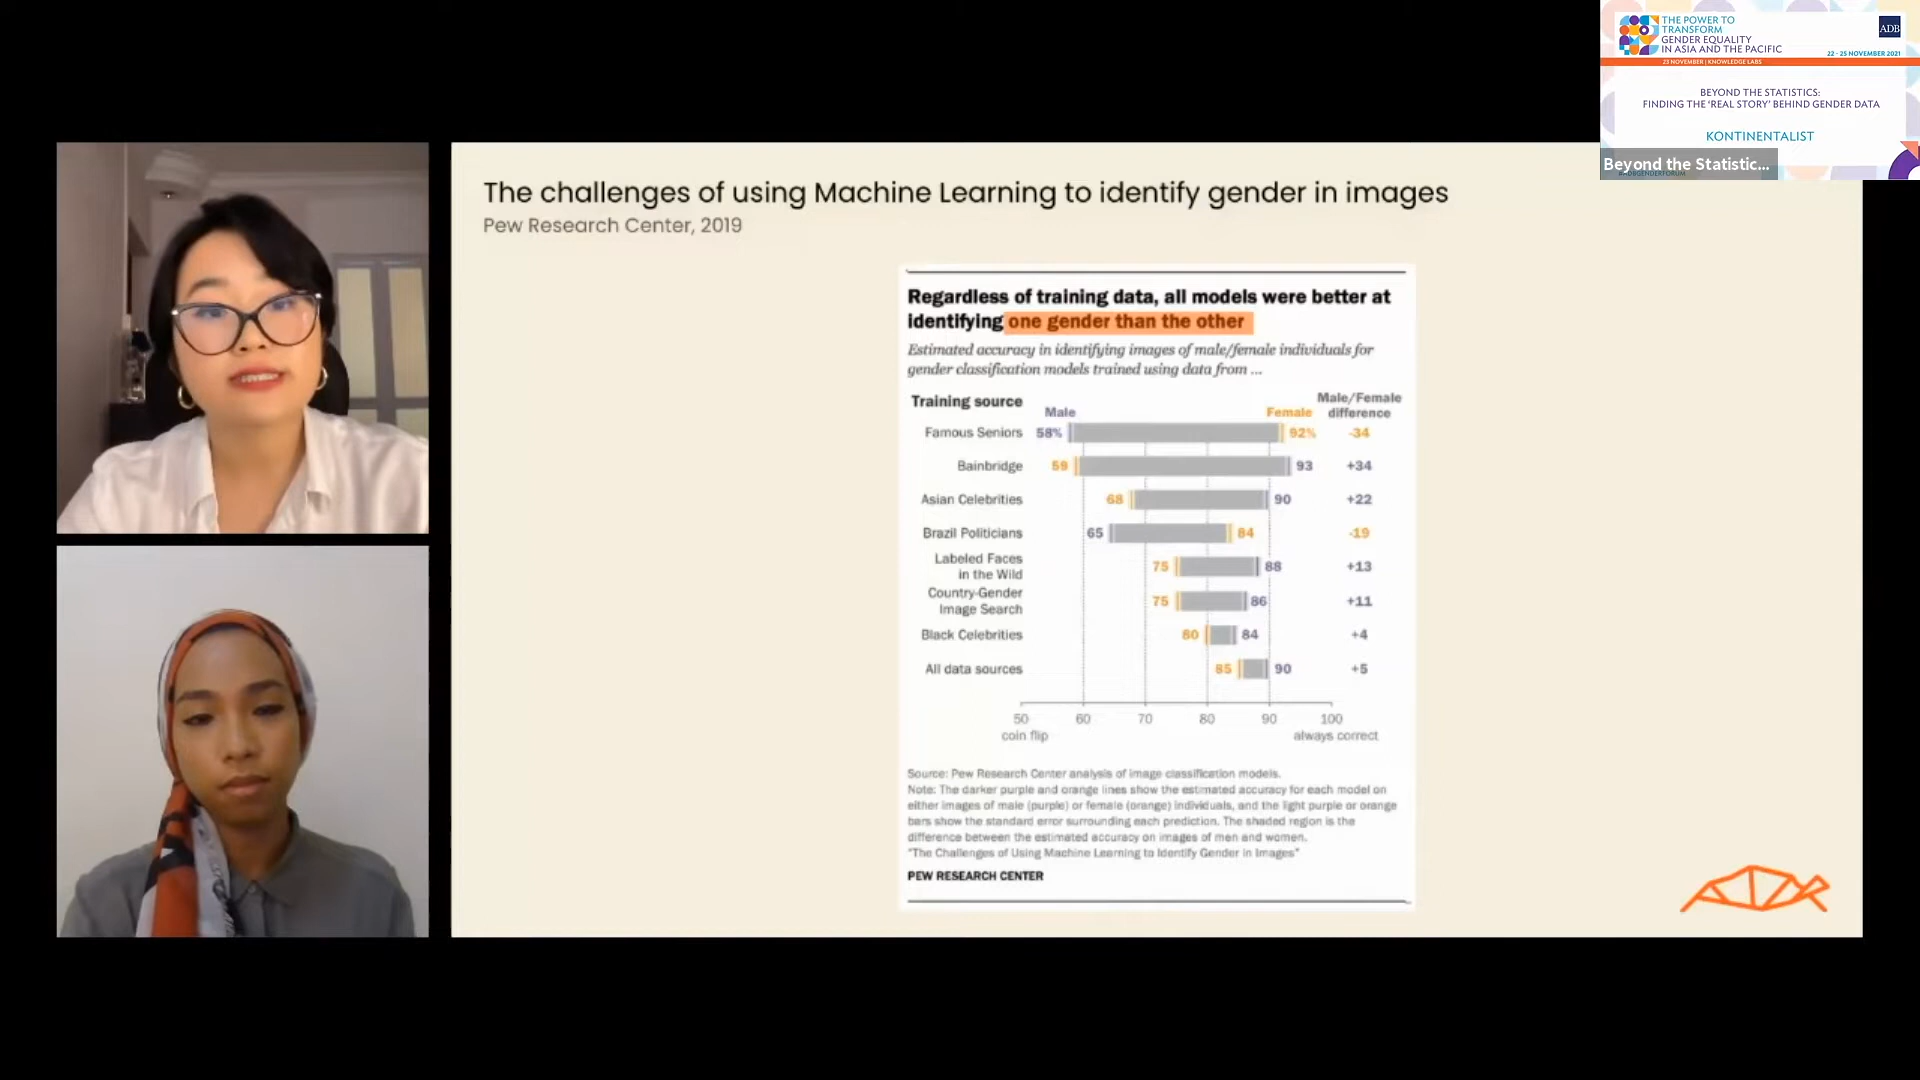 THE POWER TO
TRANSFORM
GENDER EQUALITY
IN ASIA AND THE PACIFIC
ADB
22 - 25 NOVEMBER 2021
23 NOVEMBER | KNOWLEDGE LABS
BEYOND THE STATISTICS:
FINDING THE 'REAL STORY' BEHIND GENDER DATA
KONTINENTALIST
Beyond the Statistic...
#ADBGENDERFORUM
The challenges of using Machine Learning to identify gender in images
Pew Research Center, 2019
Regardless of training data, all models were better at
identifying one gender than the other
Estimated accuracy in identifying images of male/female individuals for
gender classification models trained using data from ...
Training source
Male
Female
Male/Female
difference
Famous Seniors 58% 92% -34
Bainbridge 59 93 +34
Asian Celebrities 68 90 +22
Brazil Politicians 65 84 -19
Labeled Faces
in the Wild 75 88 +13
Country-Gender
Image Search 75 86 +11
Black Celebrities 80 84 +4
All data sources 85 90 +5
50 60 70 80 90 100
coin flip always correct
Source: Pew Research Center analysis of image classification models.
Note: The darker purple and orange lines show the estimated accuracy for each model on
either images of male (purple) or female (orange) individuals, and the light purple or orange
bars show the standard error surrounding each prediction. The shaded region is the
difference between the estimated accuracy on images of men and women.
"The Challenges of Using Machine Learning to Identify Gender in Images"
PEW RESEARCH CENTER